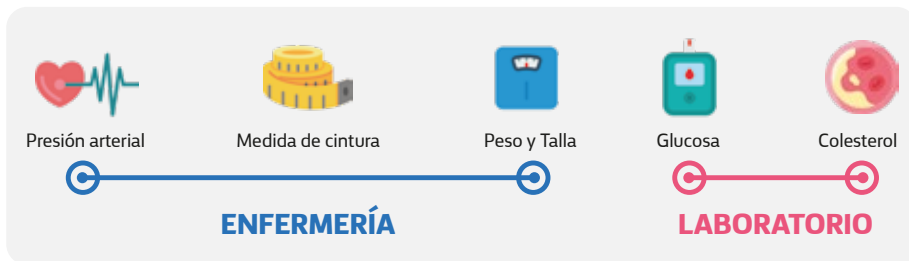 Presión arterial
Medida de cintura
Peso y Talla
Glucosa
Colesterol
ENFERMERÍA
LABORATORIO